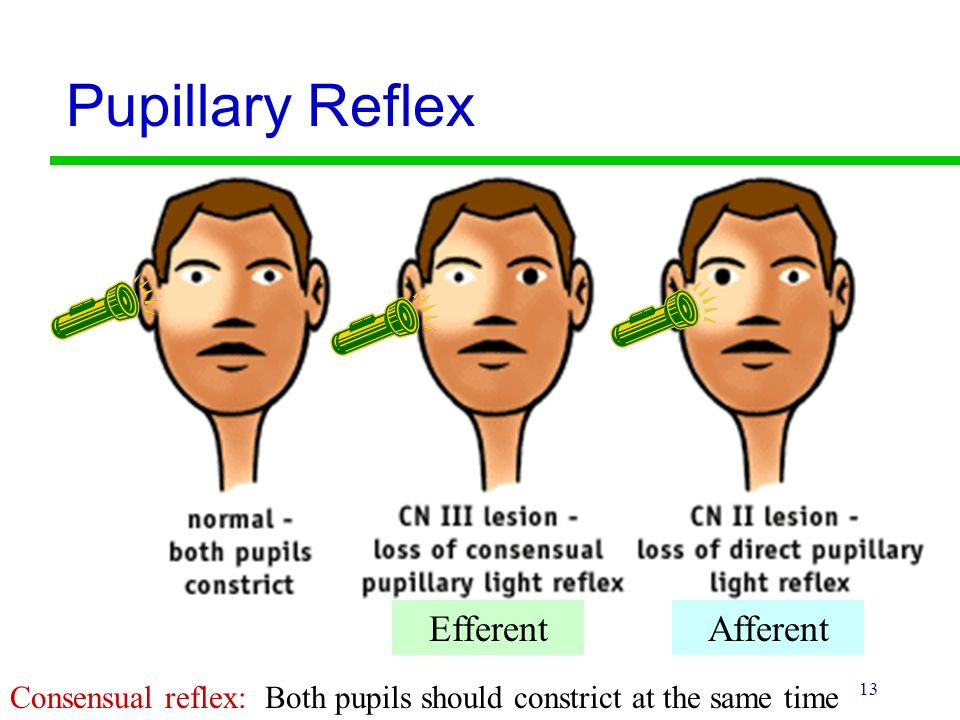 Pupillary Reflex
normal -
both pupils
constrict
CN III lesion -
loss of consensual
pupillary light reflex
CN II lesion -
loss of direct pupillary
light reflex
Efferent
Afferent
Consensual reflex: Both pupils should constrict at the same time
13